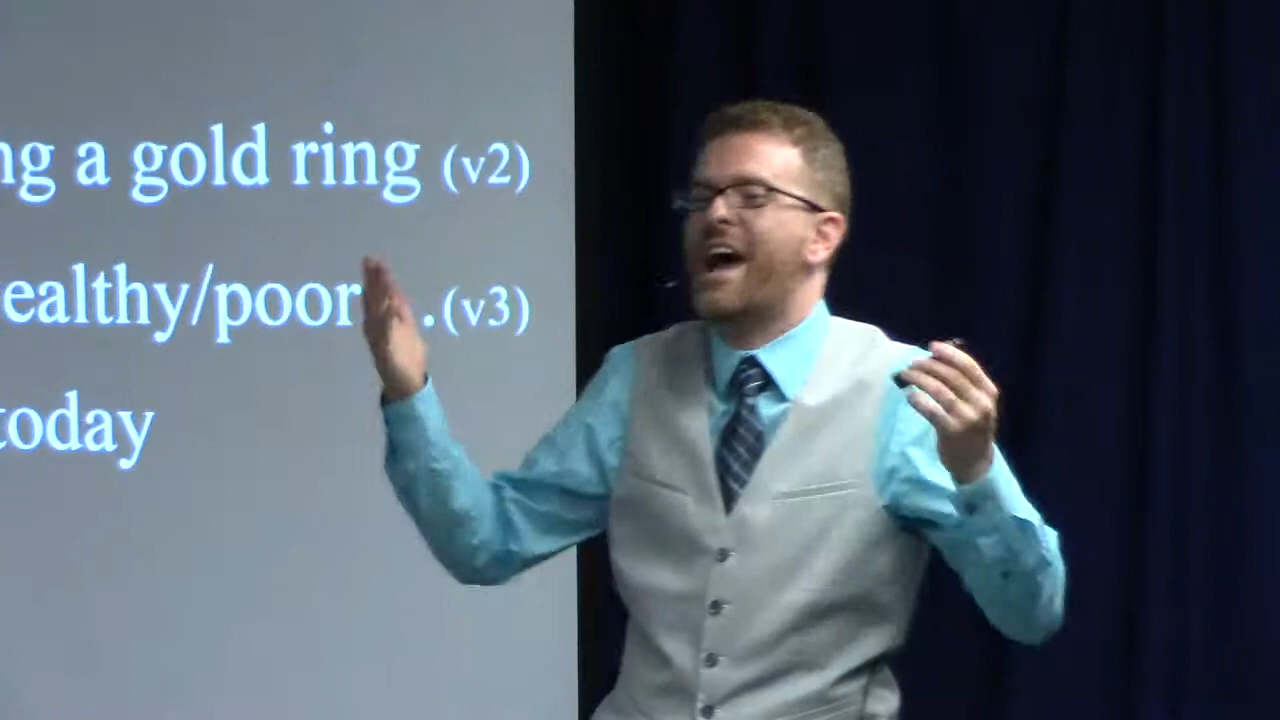 ng a gold ring (v2)
ealthy/poor .(v3)
today